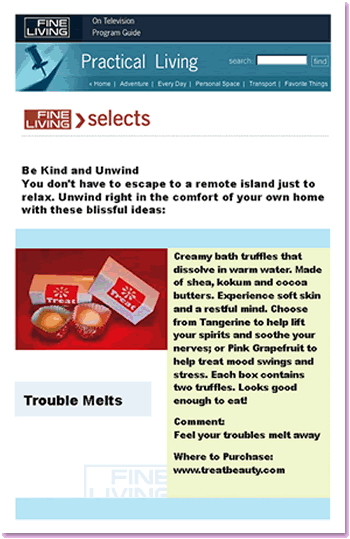 FINE
LIVING
On Television
Program Guide
Practical Living
search:
find
« Home | Adventure | Every Day | Personal Space | Transport | Favorite Things
FINE
LIVING
selects
Be Kind and Unwind
You don't have to escape to a remote island just to
relax. Unwind right in the comfort of your own home
with these blissful ideas:
Treat
Treat
Creamy bath truffles that
dissolve in warm water. Made
of shea, kokum and cocoa
butters. Experience soft skin
and a restful mind. Choose
from Tangerine to help lift
your spirits and soothe your
nerves; or Pink Grapefruit to
help treat mood swings and
stress. Each box contains
two truffles. Looks good
enough to eat!
Trouble Melts
Comment:
Feel your troubles melt away
Where to Purchase:
www.treatbeauty.com
FINE
LIVING